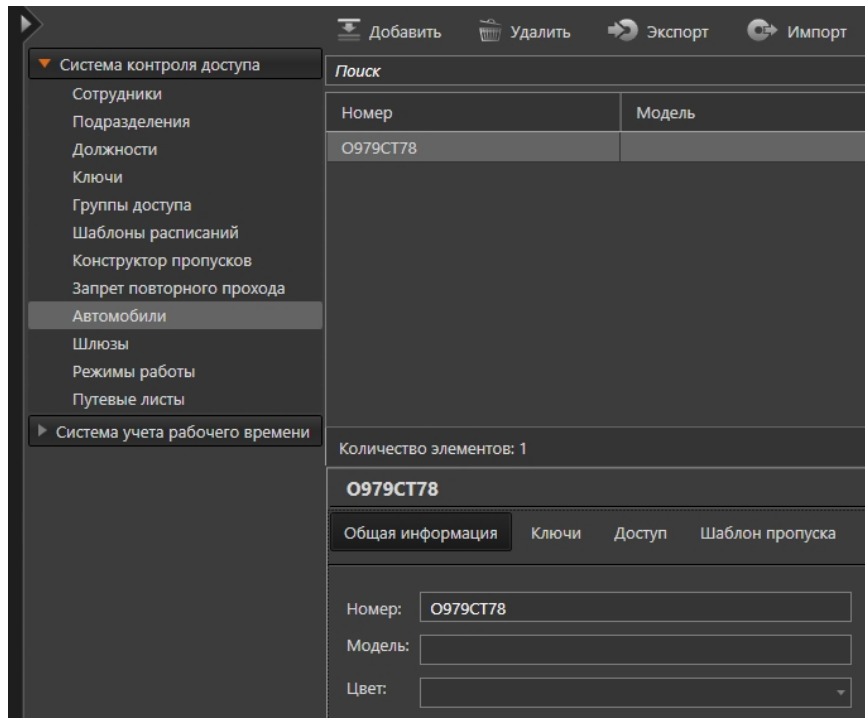 Добавить Удалить Экспорт Импорт
Система контроля доступа
Сотрудники
Подразделения
Должности
Ключи
Группы доступа
Шаблоны расписаний
Конструктор пропусков
Запрет повторного прохода
Автомобили
Шлюзы
Режимы работы
Путевые листы
Система учета рабочего времени
Поиск
Номер Модель
О979СТ78
Количество элементов: 1
О979СТ78
Общая информация Ключи Доступ Шаблон пропуска
Номер: О979СТ78
Модель:
Цвет: